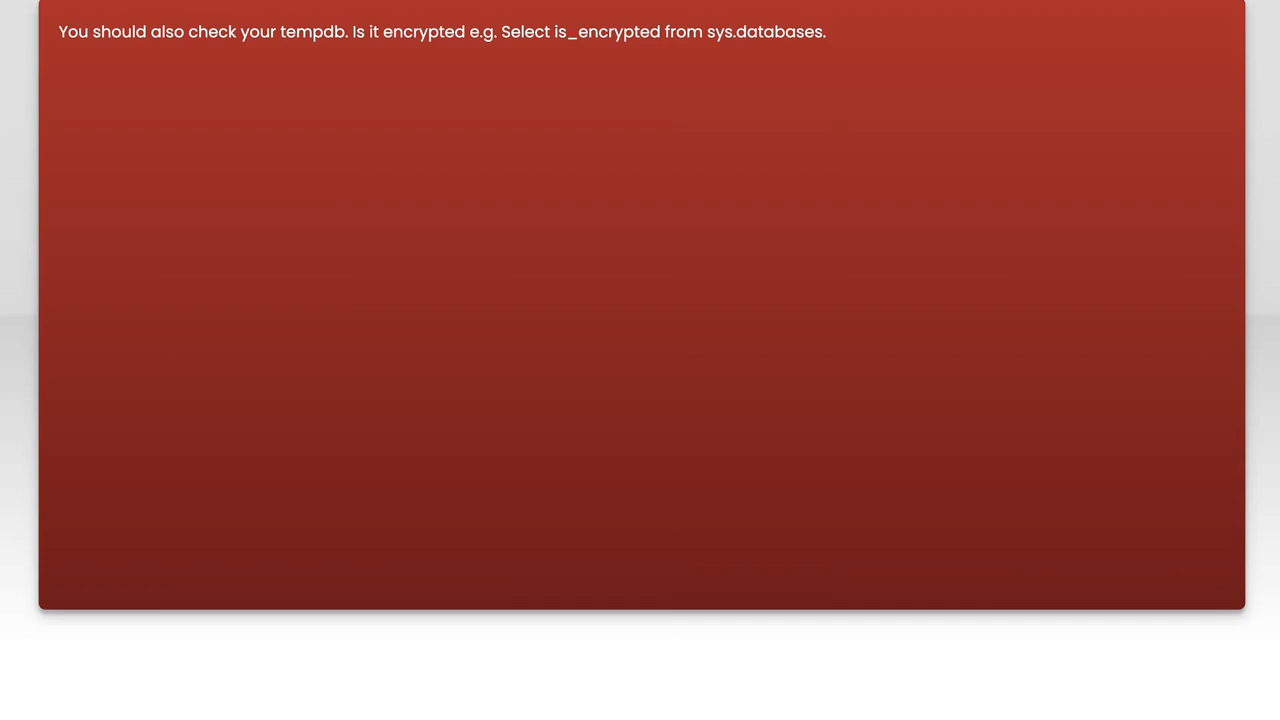 You should also check your tempdb. Is it encrypted e.g. Select is_encrypted from sys.databases.